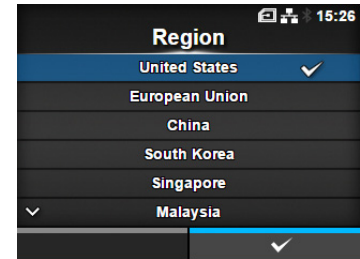 15:26
Region
United States
European Union
China
South Korea
Singapore
Malaysia